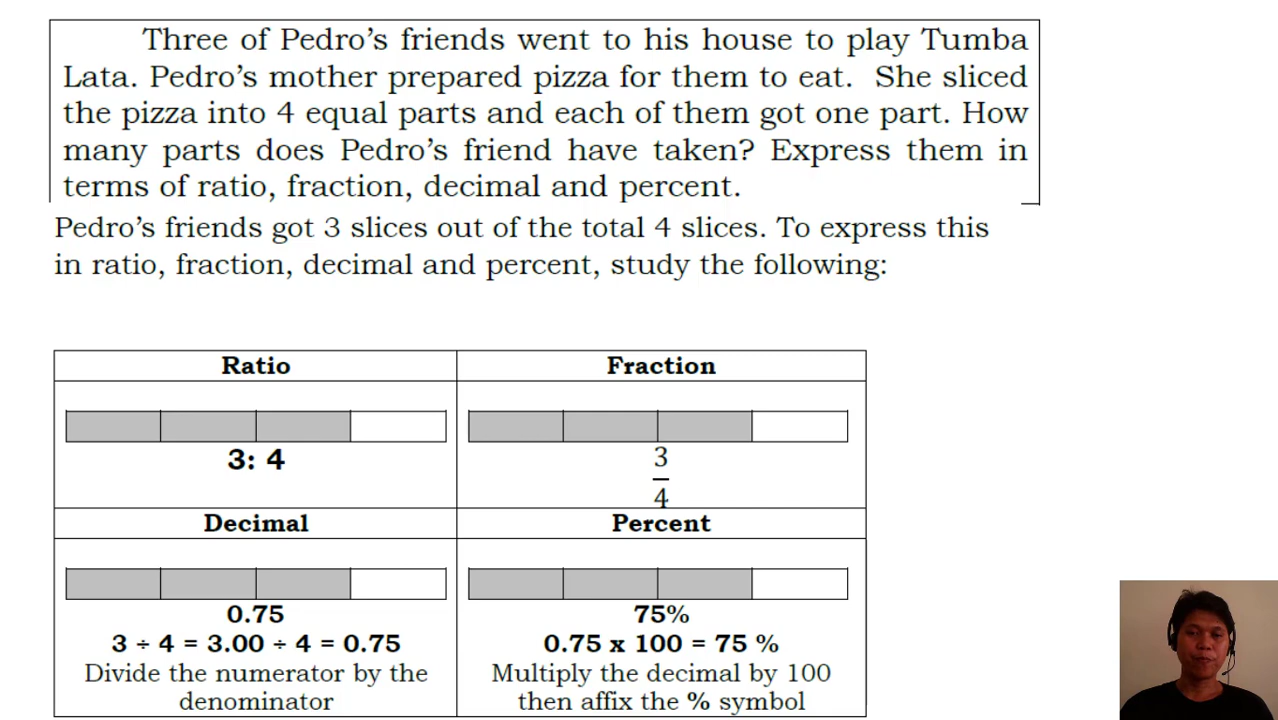 Three of Pedro's friends went to his house to play Tumba
Lata. Pedro's mother prepared pizza for them to eat. She sliced
the pizza into 4 equal parts and each of them got one part. How
many parts does Pedro's friend have taken? Express them in
terms of ratio, fraction, decimal and percent.
Pedro's friends got 3 slices out of the total 4 slices. To express this
in ratio, fraction, decimal and percent, study the following:
Ratio
3: 4
Fraction
3
4
Decimal
0.75
3 ÷ 4 = 3.00 ÷ 4 = 0.75
Divide the numerator by the
denominator
Percent
75%
0.75 x 100 = 75 %
Multiply the decimal by 100
then affix the % symbol